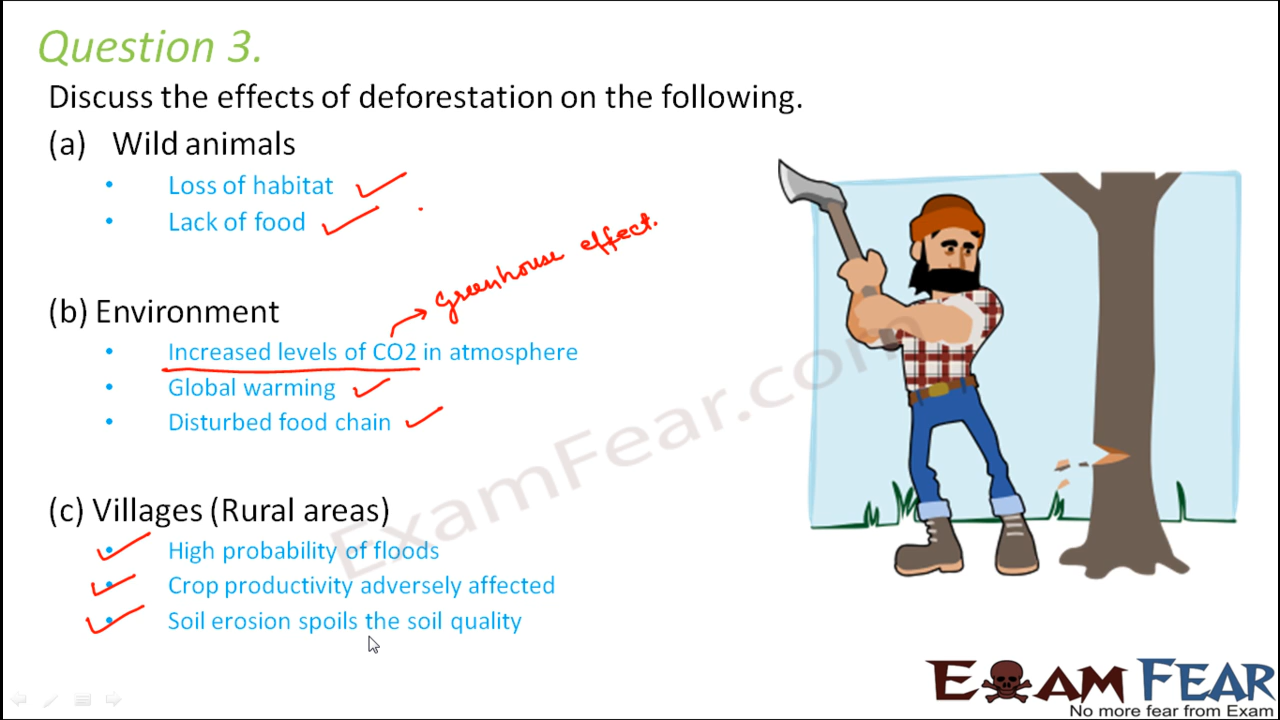 Question 3.
Discuss the effects of deforestation on the following.
(a) Wild animals
• Loss of habitat
• Lack of food
Greenhouse effect.
(b) Environment
• Increased levels of CO2 in atmosphere
• Global warming
• Disturbed food chain
(c) Villages (Rural areas)
• High probability of floods
• Crop productivity adversely affected
• Soil erosion spoils the soil quality
ExamFear.com
EXAM FEAR
No more fear from Exam